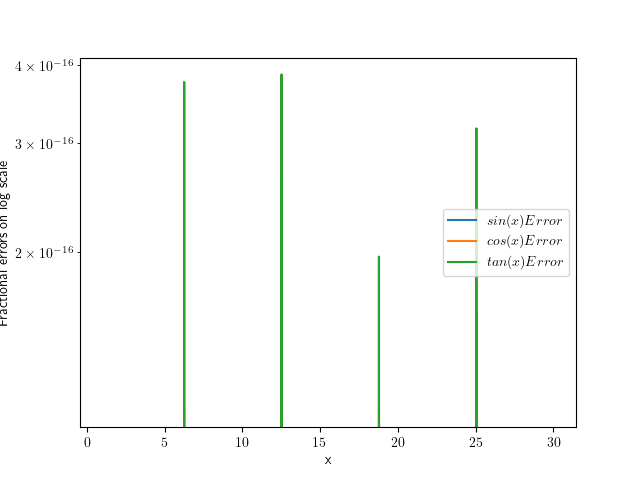 4 × 10⁻¹⁶
3 × 10⁻¹⁶
2 × 10⁻¹⁶
Fractional errors on log scale
sin(x)Error
cos(x)Error
tan(x)Error
0 5 10 15 20 25 30
x